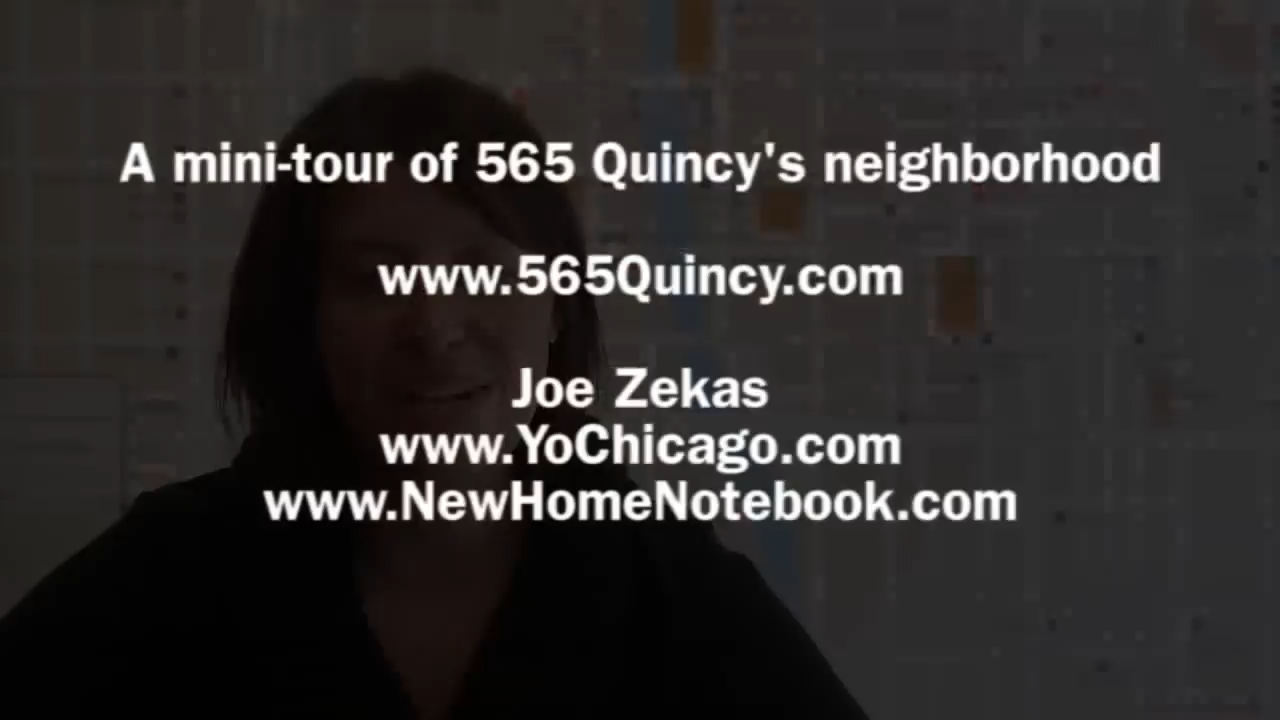 A mini-tour of 565 Quincy's neighborhood
www.565Quincy.com
Joe Zekas
www.YoChicago.com
www.NewHomeNotebook.com